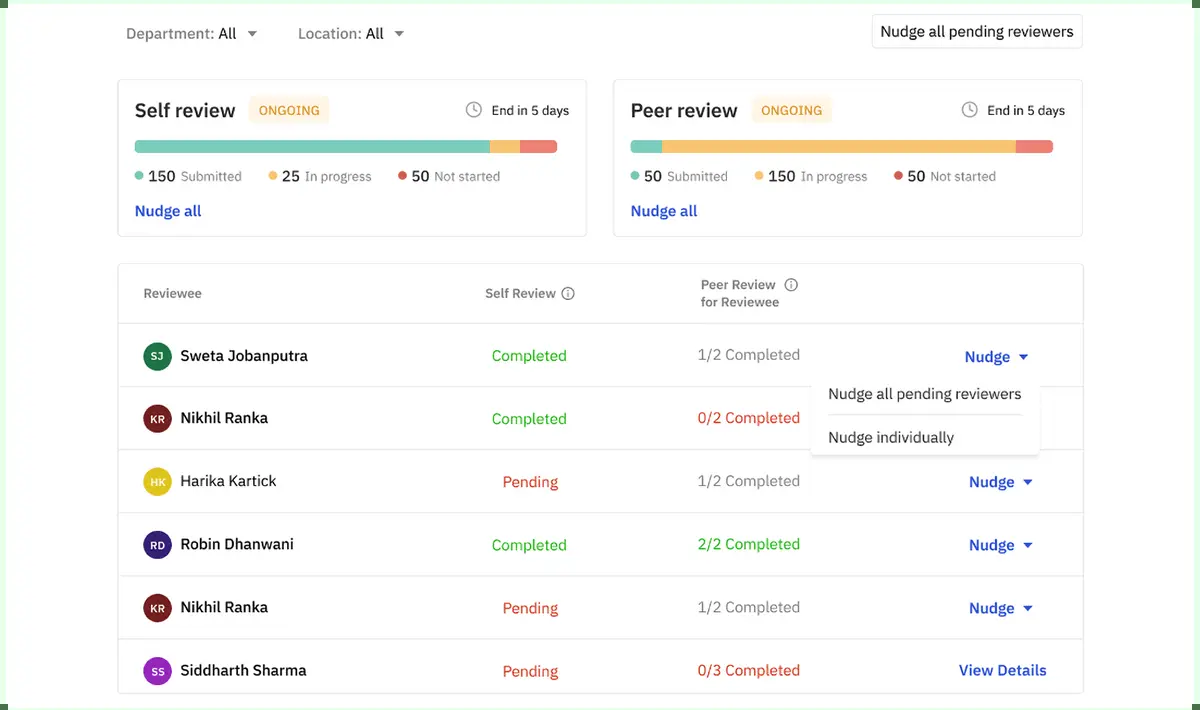 Department: All
Location: All
Nudge all pending reviewers
Self review
ONGOING
End in 5 days
150 Submitted
25 In progress
50 Not started
Nudge all
Peer review
ONGOING
End in 5 days
50 Submitted
150 In progress
50 Not started
Nudge all
Reviewee
Self Review
Peer Review
for Reviewee
SJ
Sweta Jobanputra
Completed
1/2 Completed
Nudge
Nudge all pending reviewers
Nudge individually
KR
Nikhil Ranka
Completed
0/2 Completed
HK
Harika Kartick
Pending
1/2 Completed
Nudge
RD
Robin Dhanwani
Completed
2/2 Completed
Nudge
KR
Nikhil Ranka
Pending
1/2 Completed
Nudge
SS
Siddharth Sharma
Pending
0/3 Completed
View Details